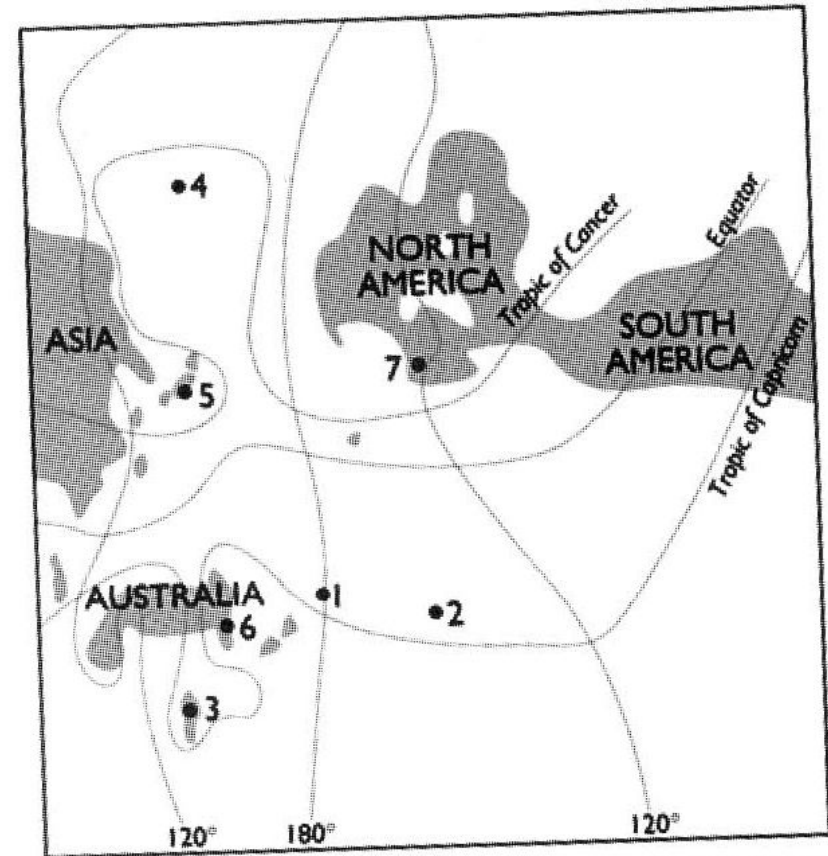 4
NORTH
AMERICA
Tropic of Cancer
Equator
ASIA
SOUTH
AMERICA
7
5
Tropic of Capricorn
AUSTRALIA
1
2
6
3
120°
180°
120°